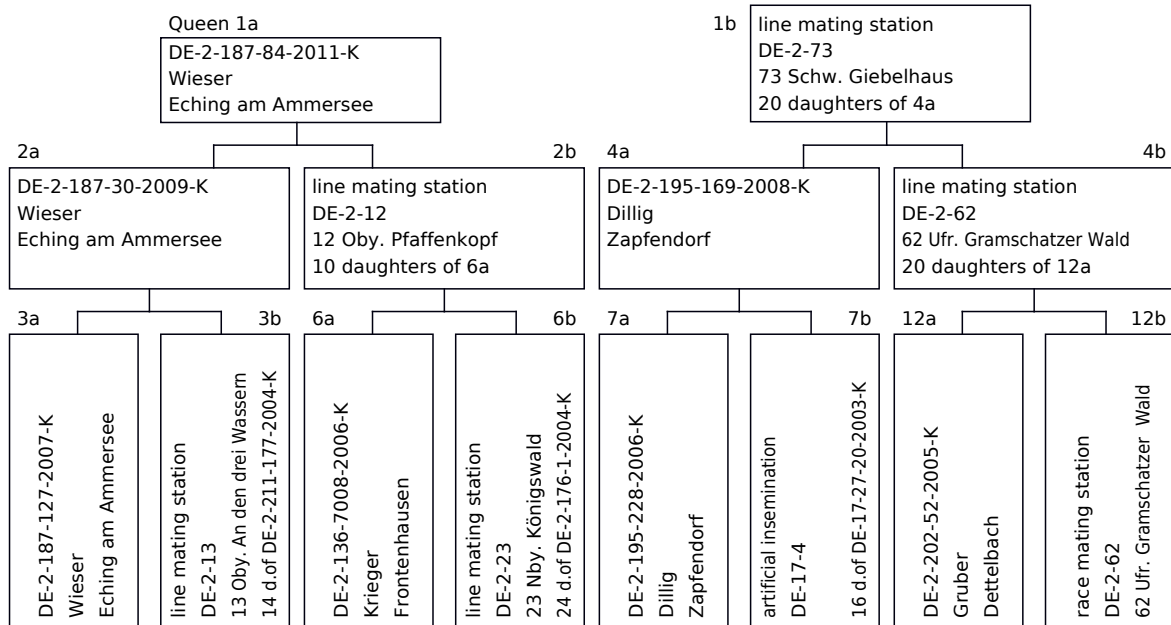 Queen 1a
DE-2-187-84-2011-K
Wieser
Eching am Ammersee
1b
line mating station
DE-2-73
73 Schw. Giebelhaus
20 daughters of 4a
2a
DE-2-187-30-2009-K
Wieser
Eching am Ammersee
2b
line mating station
DE-2-12
12 Oby. Pfaffenkopf
10 daughters of 6a
4a
DE-2-195-169-2008-K
Dillig
Zapfendorf
4b
line mating station
DE-2-62
62 Ufr. Gramschatzer Wald
20 daughters of 12a
3a
DE-2-187-127-2007-K
Wieser
Eching am Ammersee
3b
line mating station
DE-2-13
13 Oby. An den drei Wassern
14 d.of DE-2-211-177-2004-K
6a
DE-2-136-7008-2006-K
Krieger
Frontenhausen
6b
line mating station
DE-2-23
23 Nby. Königswald
24 d.of DE-2-176-1-2004-K
7a
DE-2-195-228-2006-K
Dillig
Zapfendorf
7b
artificial insemination
DE-17-4
16 d.of DE-17-27-20-2003-K
12a
DE-2-202-52-2005-K
Gruber
Dettelbach
12b
race mating station
DE-2-62
62 Ufr. Gramschatzer Wald